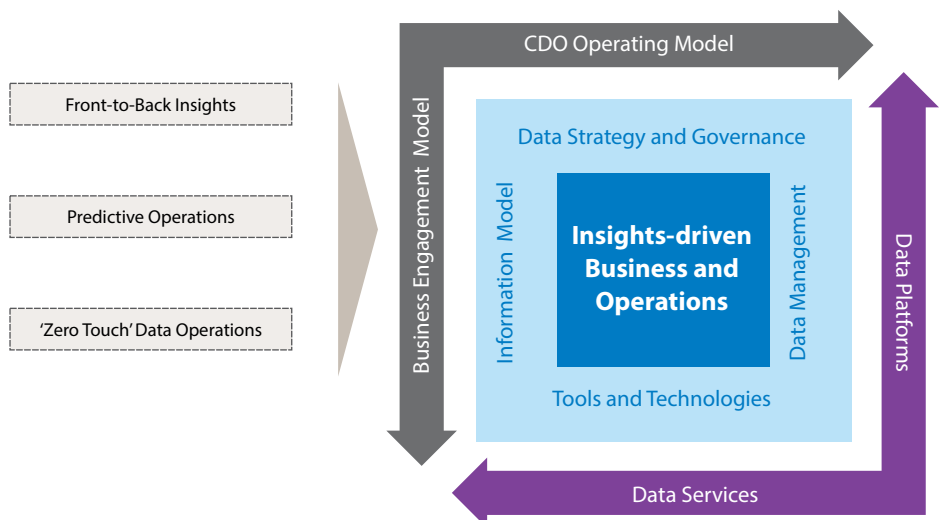 Front-to-Back Insights
Predictive Operations
‘Zero Touch’ Data Operations
CDO Operating Model
Business Engagement Model
Data Strategy and Governance
Information Model
Insights-driven
Business and
Operations
Data Management
Tools and Technologies
Data Platforms
Data Services